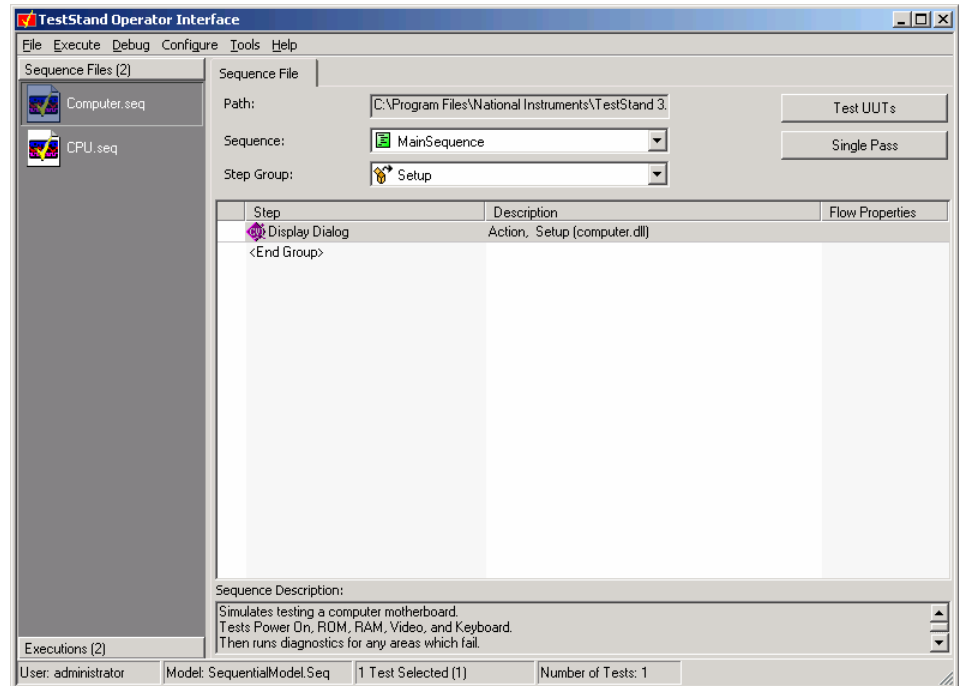 TestStand Operator Interface
File Execute Debug Configure Tools Help
Sequence Files (2)
Computer.seq
CPU.seq
Executions (2)
Sequence File
Path: C:\Program Files\National Instruments\TestStand 3.
Test UUTs
Sequence: MainSequence
Single Pass
Step Group: Setup
Step Description Flow Properties
Display Dialog Action, Setup (computer.dll)
<End Group>
Sequence Description:
Simulates testing a computer motherboard.
Tests Power On, ROM, RAM, Video, and Keyboard.
Then runs diagnostics for any areas which fail.
User: administrator Model: SequentialModel.Seq 1 Test Selected (1) Number of Tests: 1